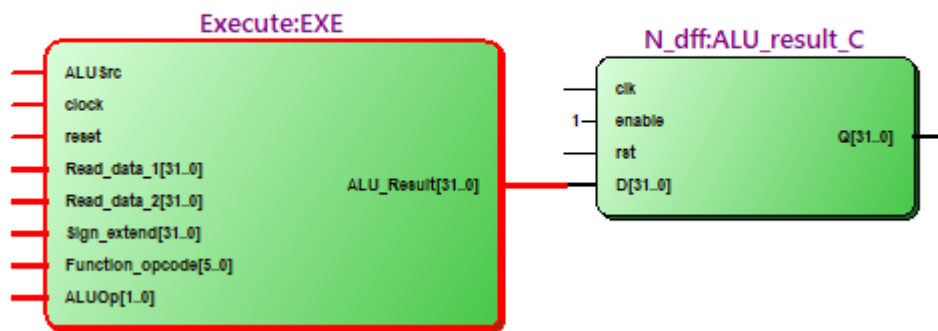 Execute:EXE
ALUSrc
clock
reset
Read_data_1[31..0]
Read_data_2[31..0]
Sign_extend[31..0]
Function_opcode[5..0]
ALUOp[1..0]
ALU_Result[31..0]
N_dff:ALU_result_C
clk
1
enable
rst
D[31..0]
Q[31..0]